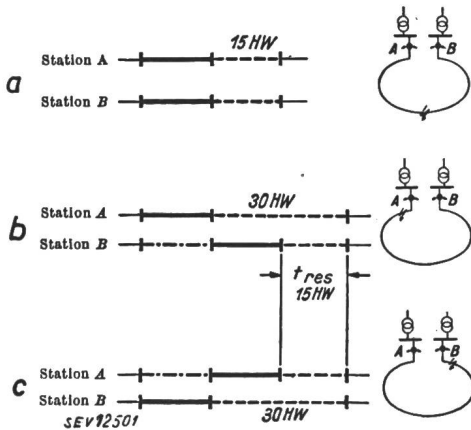 15 HW
a
Station A
Station B
A B
30 HW
b
Station A
Station B
A B
t res
15 HW
c
Station A
Station B
30 HW
A B
SEV 12501